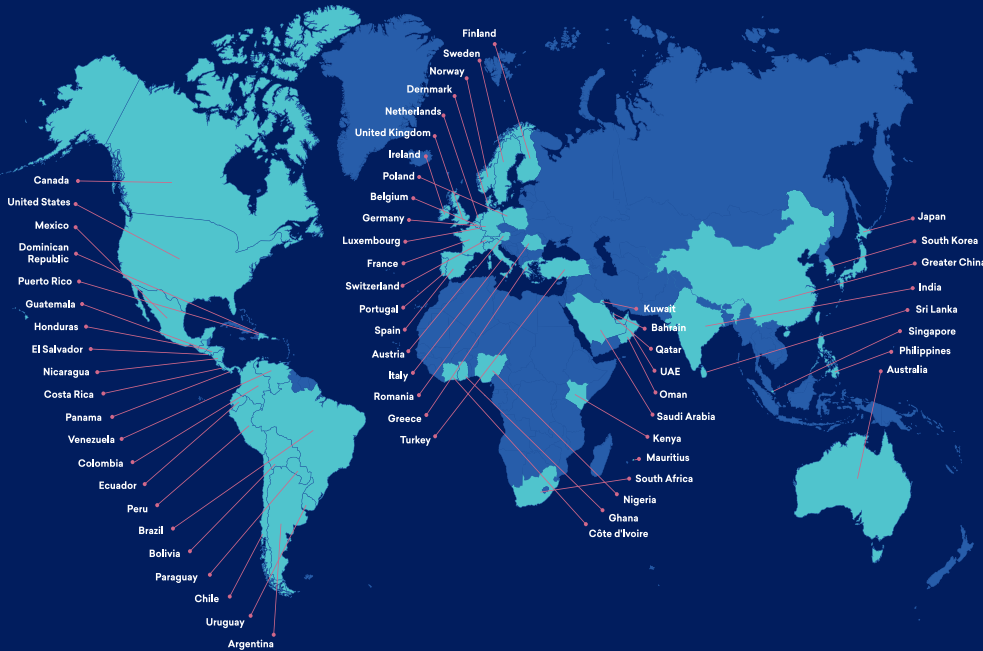 Finland
Sweden
Norway
Dernmark
Netherlands
United Kingdom
Ireland
Poland
Belgium
Germany
Luxembourg
France
Switzerland
Portugal
Spain
Austria
Italy
Romania
Greece
Turkey
Canada
United States
Mexico
Dominican
Republic
Puerto Rico
Guatemala
Honduras
El Salvador
Nicaragua
Costa Rica
Panama
Venezuela
Colombia
Ecuador
Peru
Brazil
Bolivia
Paraguay
Chile
Uruguay
Argentina
Kuwait
Bahrain
Qatar
UAE
Oman
Saudi Arabia
Kenya
Mauritius
South Africa
Nigeria
Ghana
Côte d'Ivoire
Japan
South Korea
Greater China
India
Sri Lanka
Singapore
Philippines
Australia